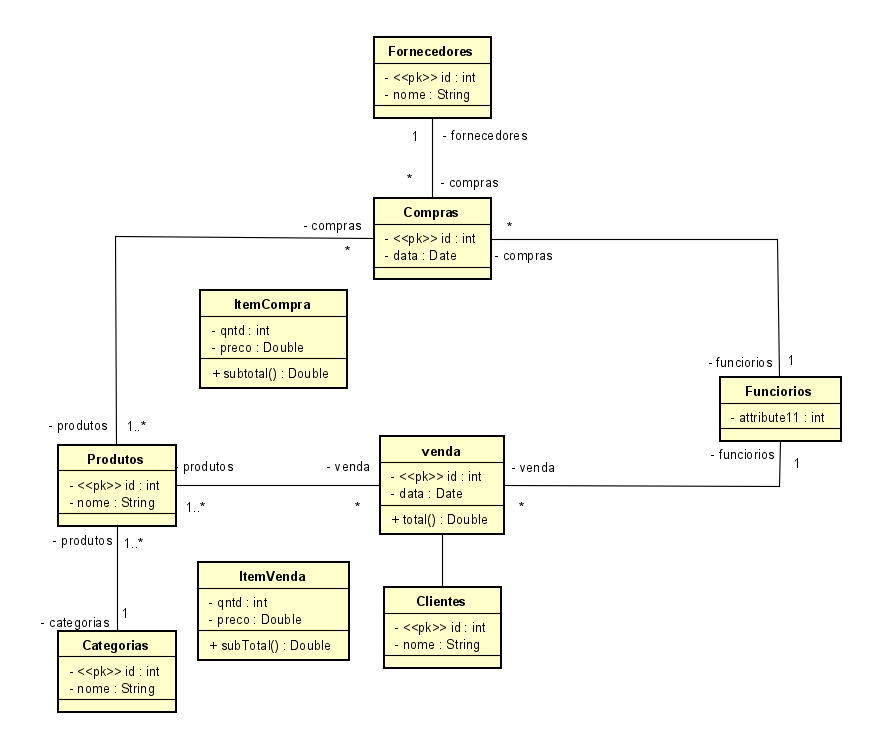 Fornecedores
- <<pk>> id : int
- nome : String
1
- fornecedores
*
- compras
Compras
- <<pk>> id : int
- data : Date
- compras
*
*
- compras
ItemCompra
- qntd : int
- preco : Double
+ subtotal() : Double
- funciorios
1
Funciorios
- attribute11 : int
- funciorios
1
- produtos
1..*
Produtos
- <<pk>> id : int
- nome : String
- produtos
1..*
- venda
*
venda
- <<pk>> id : int
- data : Date
+ total() : Double
- venda
*
- produtos
1..*
ItemVenda
- qntd : int
- preco : Double
+ subTotal() : Double
Clientes
- <<pk>> id : int
- nome : String
1
- categorias
Categorias
- <<pk>> id : int
- nome : String